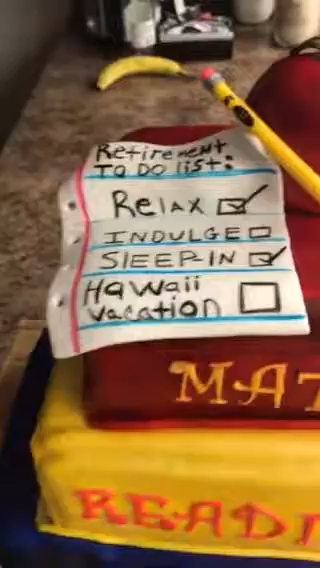 Retirement
TO DO list:
Relax
INDULGE
SLEEP-IN
Hawaii
vacation
MAT
READI